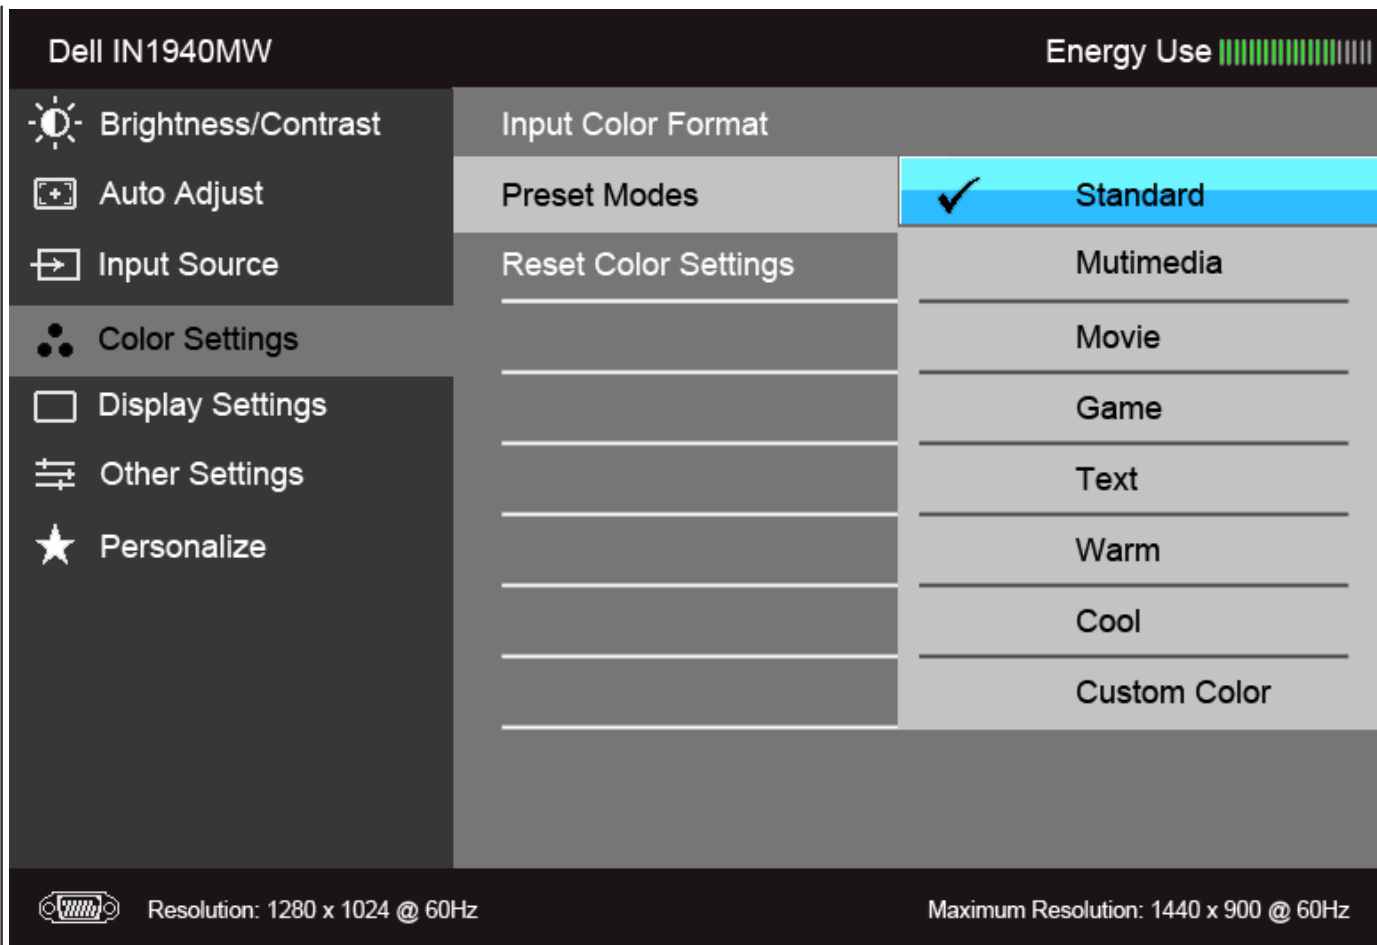 Dell IN1940MW
Energy Use
Brightness/Contrast
Auto Adjust
Input Source
Color Settings
Display Settings
Other Settings
Personalize
Input Color Format
Preset Modes
Reset Color Settings
Standard
Mutimedia
Movie
Game
Text
Warm
Cool
Custom Color
Resolution: 1280 x 1024 @ 60Hz
Maximum Resolution: 1440 x 900 @ 60Hz